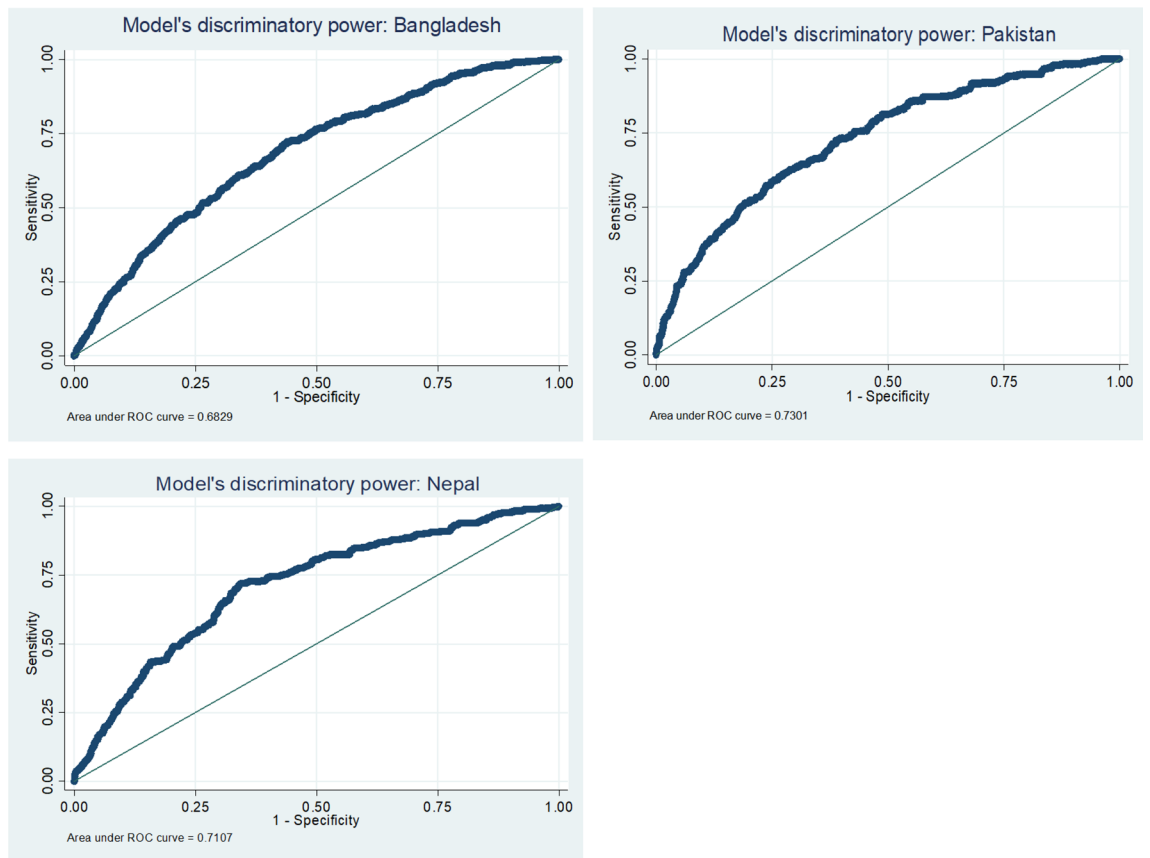 Model's discriminatory power: Bangladesh
1.00
0.75
0.50
0.25
0.00
Sensitivity
0.00 0.25 0.50 0.75 1.00
1 - Specificity
Area under ROC curve = 0.6829
Model's discriminatory power: Pakistan
1.00
0.75
0.50
0.25
0.00
Sensitivity
0.00 0.25 0.50 0.75 1.00
1 - Specificity
Area under ROC curve = 0.7301
Model's discriminatory power: Nepal
1.00
0.75
0.50
0.25
0.00
Sensitivity
0.00 0.25 0.50 0.75 1.00
1 - Specificity
Area under ROC curve = 0.7107